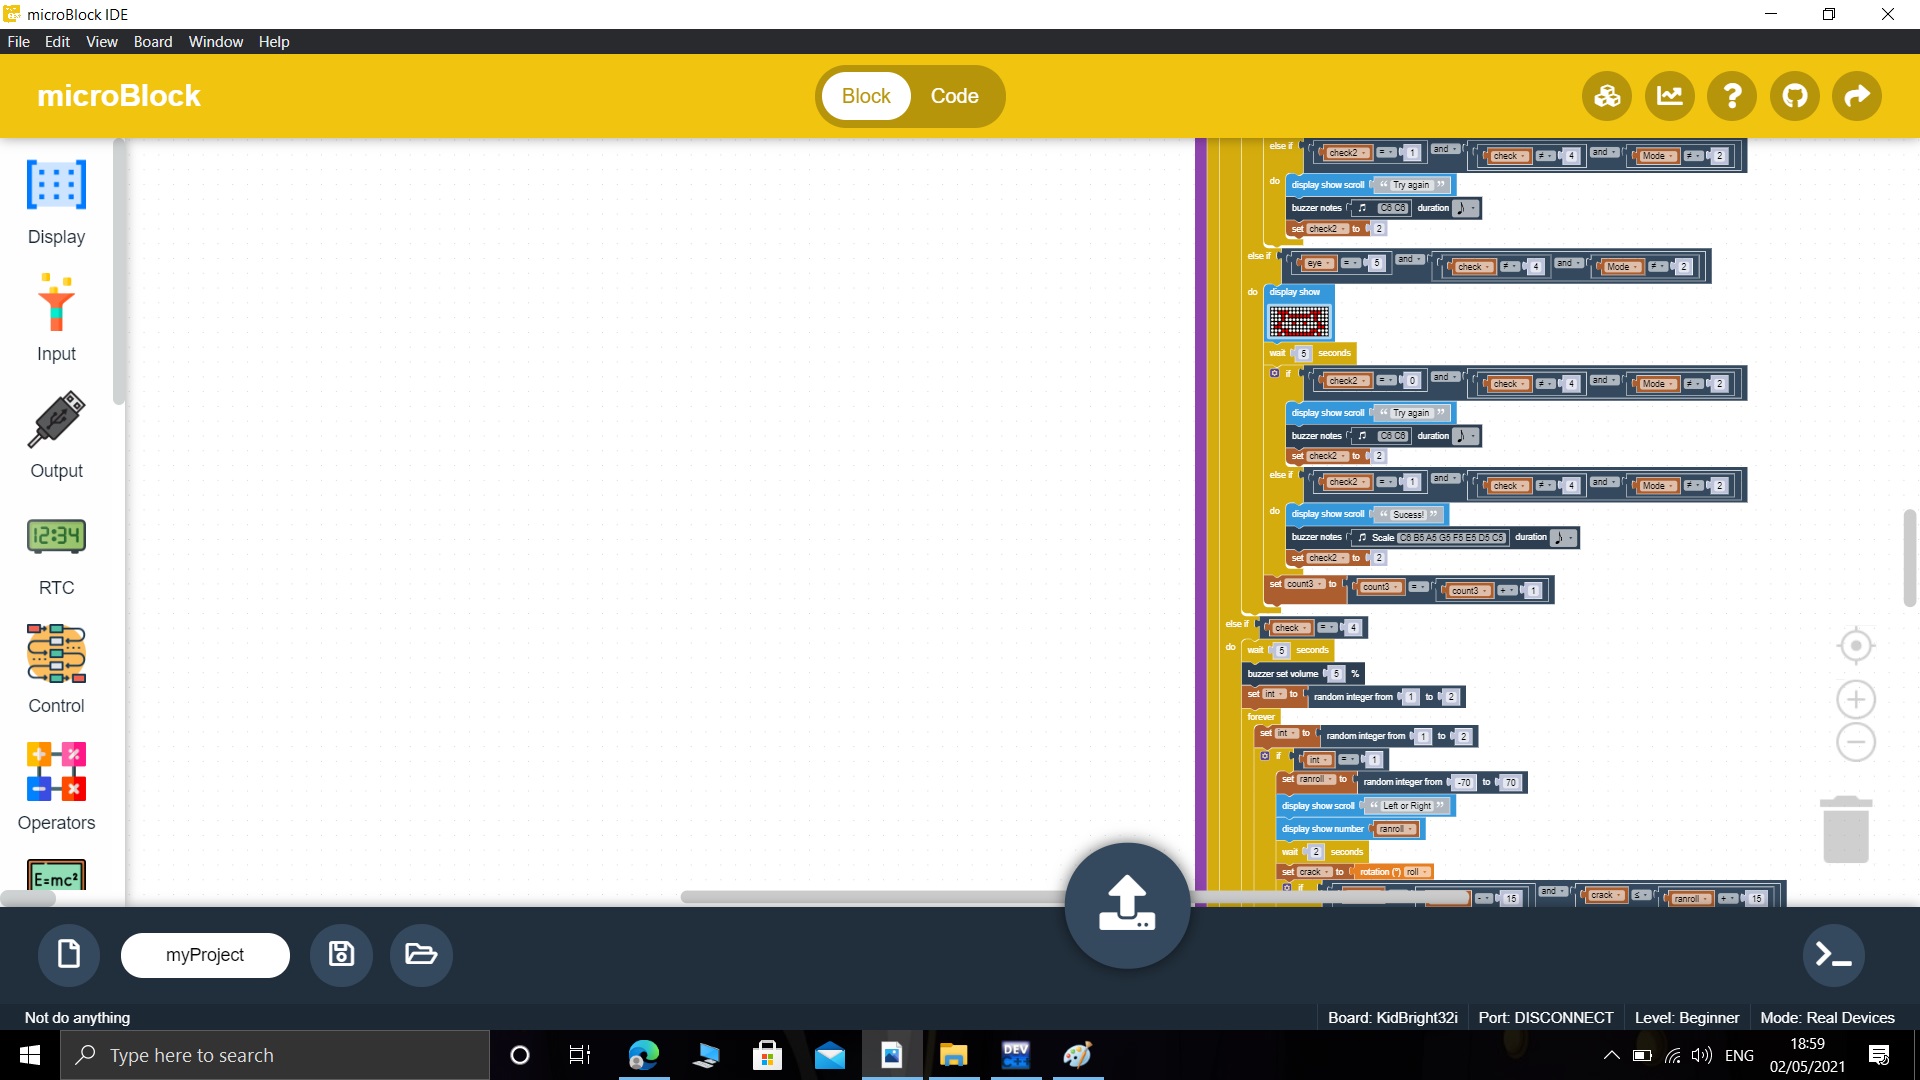 microBlock IDE
File Edit View Board Window Help
microBlock
Block Code
Display
Input
Output
12:34
RTC
Control
Operators
E=mc²
else if check2 = 1 and check ≠ 4 and Mode ≠ 2
do display show scroll “ Try again ”
buzzer notes C6 C6 duration
set check2 to 2
else if eye = 5 and check ≠ 4 and Mode ≠ 2
do display show
wait 5 seconds
if check2 = 0 and check ≠ 4 and Mode ≠ 2
display show scroll “ Try again ”
buzzer notes C6 C6 duration
set check2 to 2
else if check2 = 1 and check ≠ 4 and Mode ≠ 2
do display show scroll “ Sucess! ”
buzzer notes Scale C6 B5 A5 G5 F5 E5 D5 C5 duration
set check2 to 2
set count3 to count3 = count3 + 1
else if check = 4
do wait 5 seconds
buzzer set volume 5 %
set int to random integer from 1 to 2
forever
set int to random integer from 1 to 2
if int = 1
set ranroll to random integer from -70 to 70
display show scroll “ Left or Right ”
display show number ranroll
wait 2 seconds
set crack to rotation (°) roll
if - 15 and crack ≤ ranroll + 15
myProject
Not do anything
Board: KidBright32i Port: DISCONNECT Level: Beginner Mode: Real Devices
Type here to search
DEV C++
ENG
18:59
02/05/2021